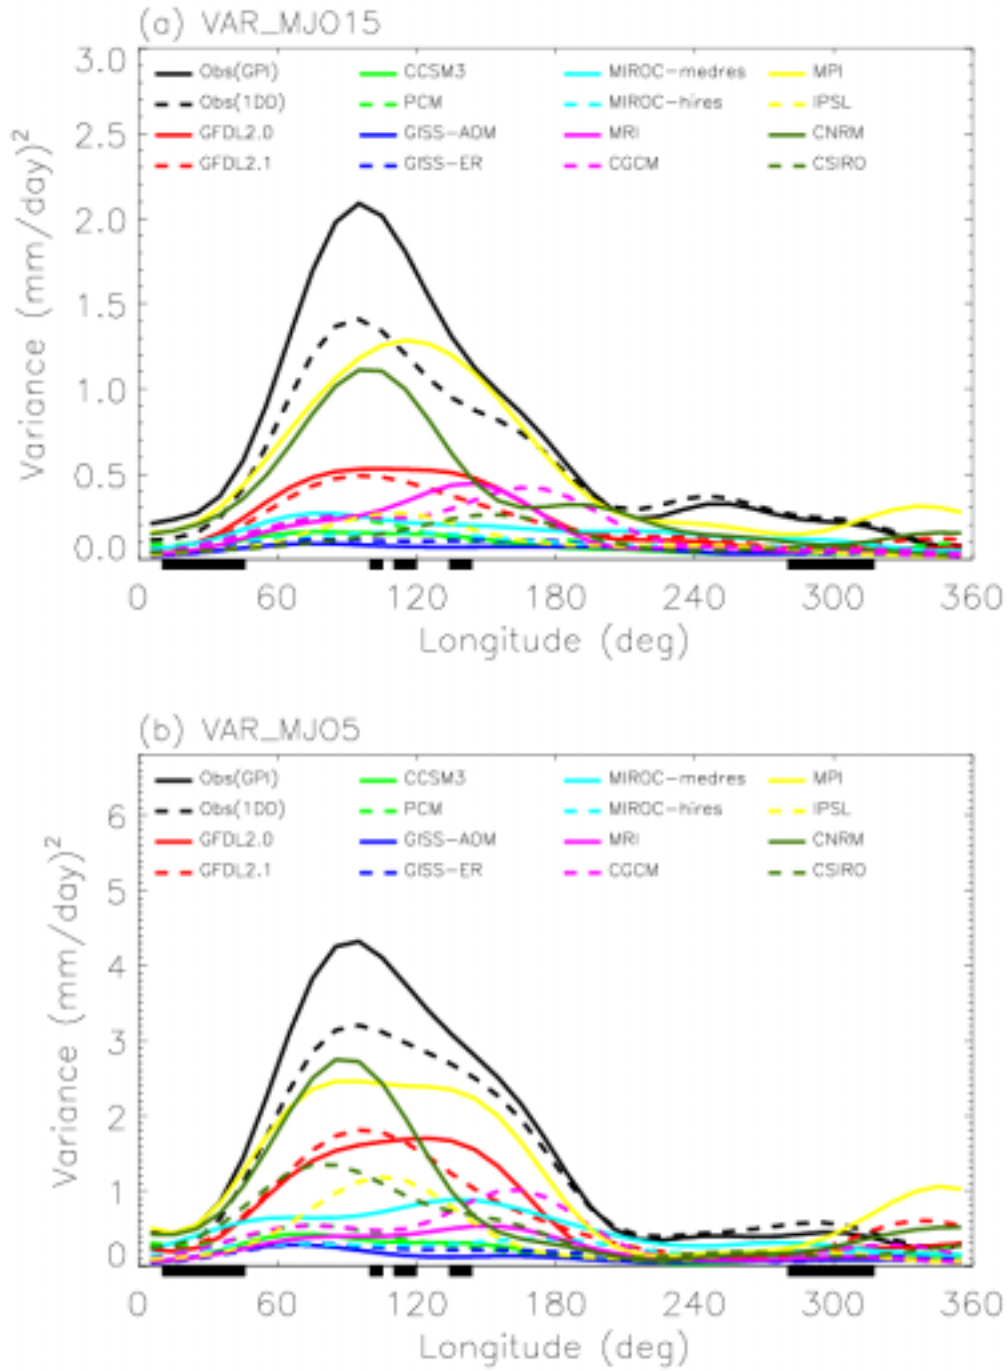 (a) VAR_MJO15
3.0
Obs(GPI) CCSM3 MIROC-medres MPI
Obs(1DD) PCM MIROC-hires IPSL
2.5
GFDL2.0 GISS-AOM MRI CNRM
GFDL2.1 GISS-ER CGCM CSIRO
2.0
1.5
1.0
0.5
0.0
Variance (mm/day)2
0 60 120 180 240 300 360
Longitude (deg)
(b) VAR_MJO5
Obs(GPI) CCSM3 MIROC-medres MPI
Obs(1DD) PCM MIROC-hires IPSL
6
GFDL2.0 GISS-AOM MRI CNRM
GFDL2.1 GISS-ER CGCM CSIRO
5
4
3
2
1
0
Variance (mm/day)2
0 60 120 180 240 300 360
Longitude (deg)